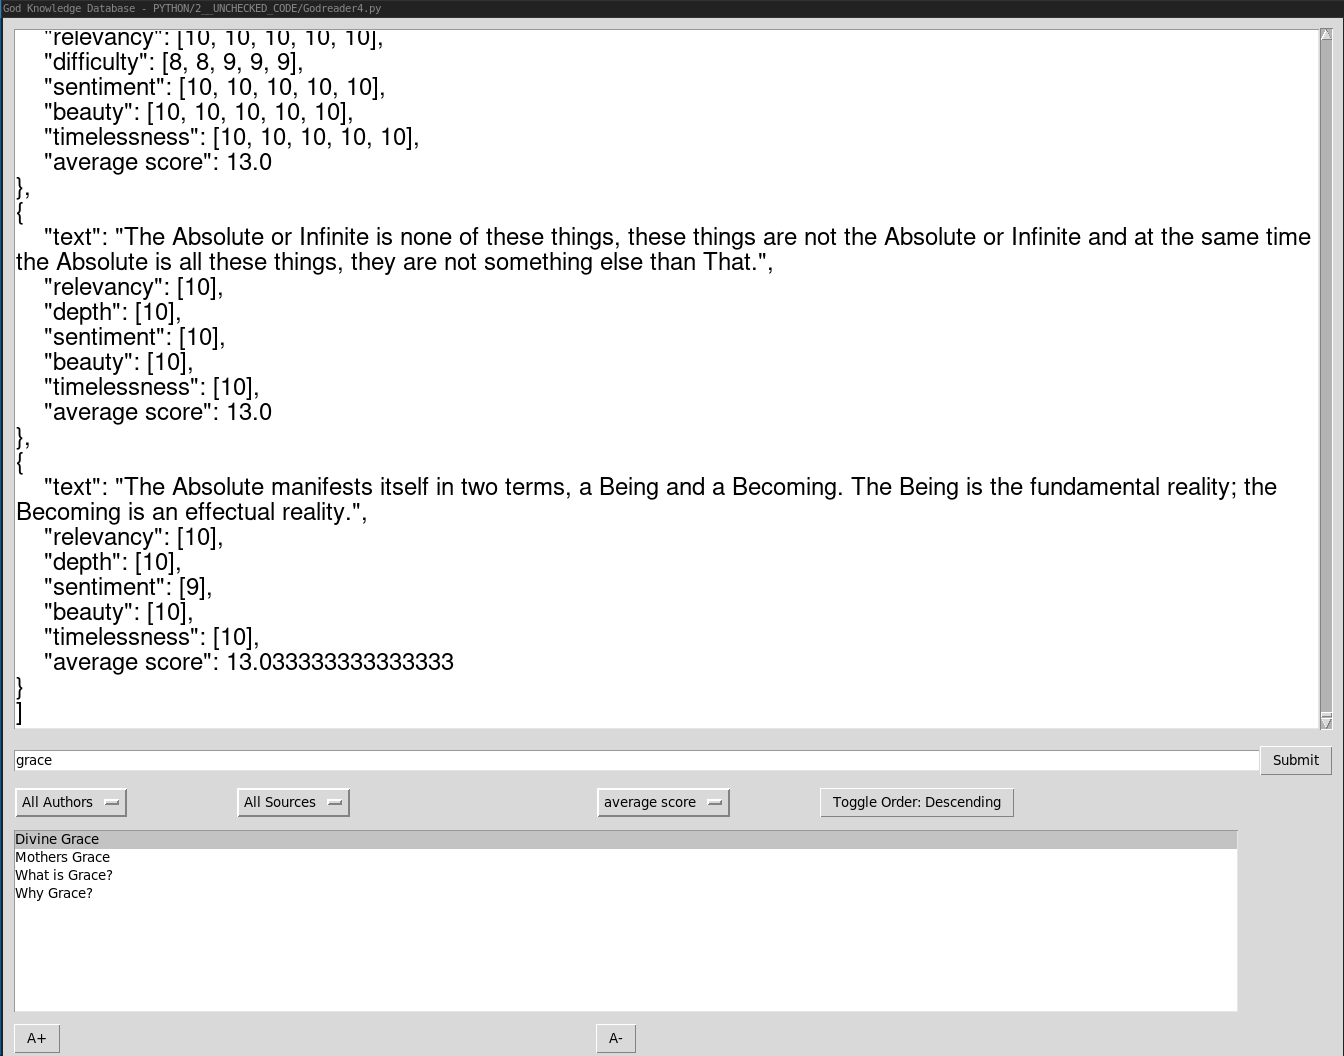 God Knowledge Database - PYTHON/2__UNCHECKED_CODE/Godreader4.py
"relevancy": [10, 10, 10, 10, 10],
"difficulty": [8, 8, 9, 9, 9],
"sentiment": [10, 10, 10, 10, 10],
"beauty": [10, 10, 10, 10, 10],
"timelessness": [10, 10, 10, 10, 10],
"average score": 13.0
},
{
"text": "The Absolute or Infinite is none of these things, these things are not the Absolute or Infinite and at the same time
the Absolute is all these things, they are not something else than That.",
"relevancy": [10],
"depth": [10],
"sentiment": [10],
"beauty": [10],
"timelessness": [10],
"average score": 13.0
},
{
"text": "The Absolute manifests itself in two terms, a Being and a Becoming. The Being is the fundamental reality; the
Becoming is an effectual reality.",
"relevancy": [10],
"depth": [10],
"sentiment": [9],
"beauty": [10],
"timelessness": [10],
"average score": 13.033333333333333
}
]
grace
Submit
All Authors
All Sources
average score
Toggle Order: Descending
Divine Grace
Mothers Grace
What is Grace?
Why Grace?
A+
A-